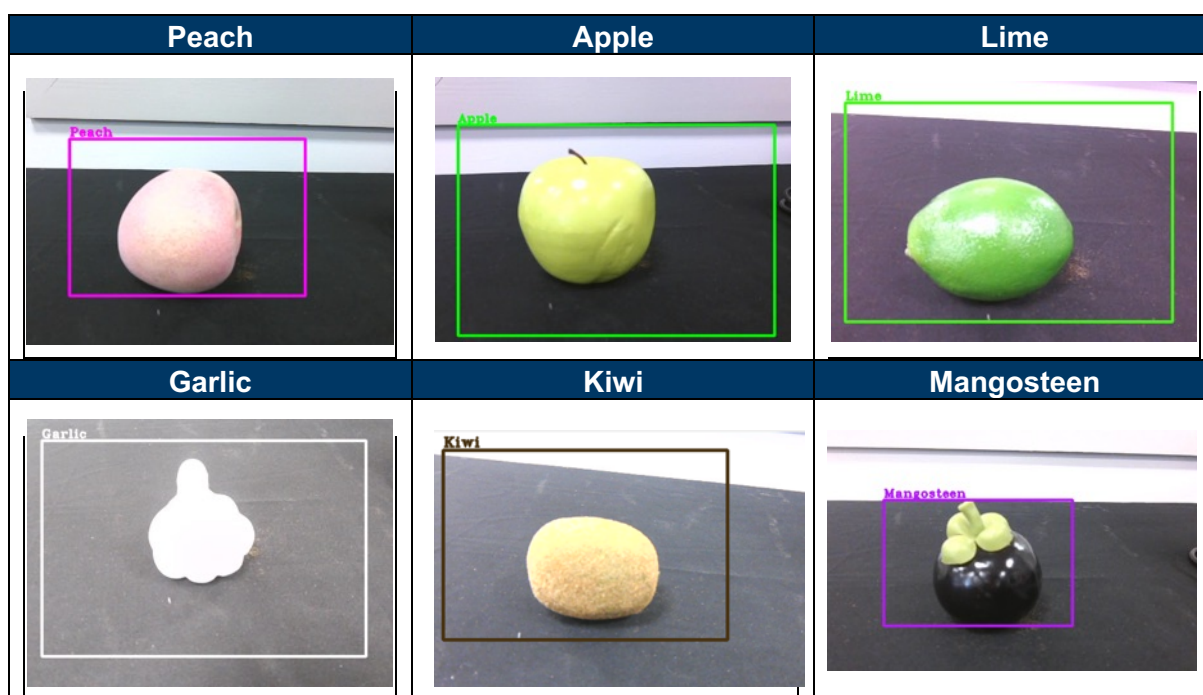 Peach Apple Lime
Peach
Apple
Lime
Garlic Kiwi Mangosteen
Garlic
Kiwi
Mangosteen